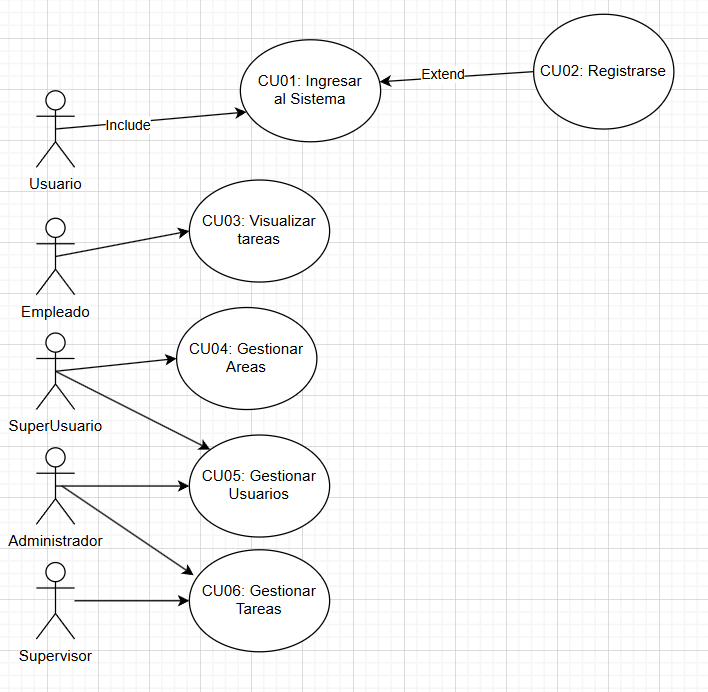 CU01: Ingresar
al Sistema
Extend
CU02: Registrarse
Include
Usuario
CU03: Visualizar
tareas
Empleado
CU04: Gestionar
Areas
SuperUsuario
CU05: Gestionar
Usuarios
Administrador
CU06: Gestionar
Tareas
Supervisor